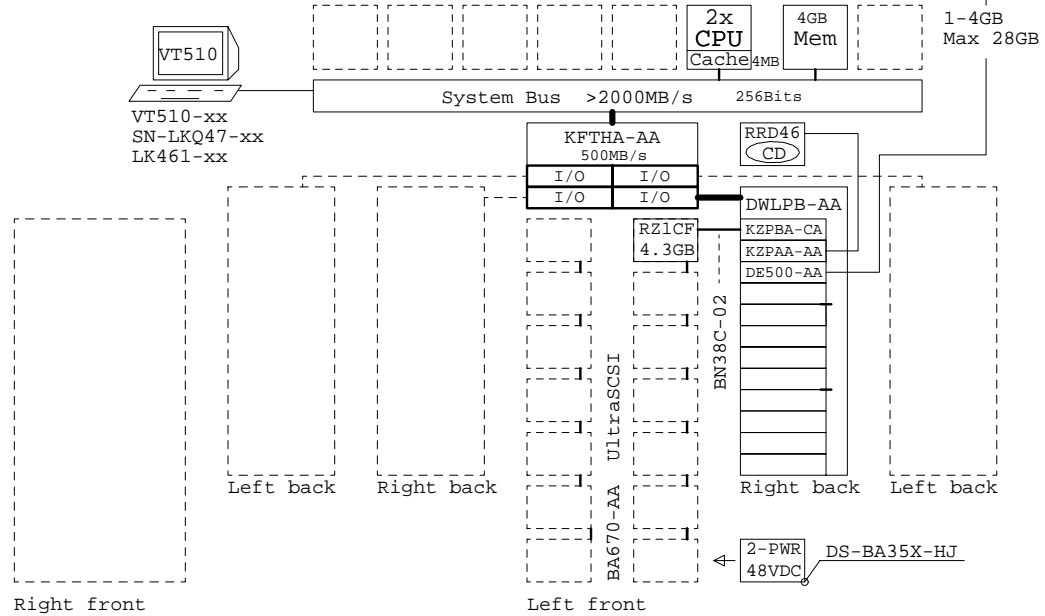 2x
CPU
Cache 4MB
4GB
Mem
1-4GB
Max 28GB
VT510
System Bus >2000MB/s 256Bits
VT510-xx
SN-LKQ47-xx
LK461-xx
KFTHA-AA
500MB/s
RRD46
CD
I/O I/O
I/O I/O
DWLPB-AA
RZ1CF
4.3GB
KZPBA-CA
KZPAA-AA
DE500-AA
BN38C-02
BA670-AA UltraSCSI
Left back
Right back
Right back
Left back
2-PWR
48VDC
DS-BA35X-HJ
Right front
Left front